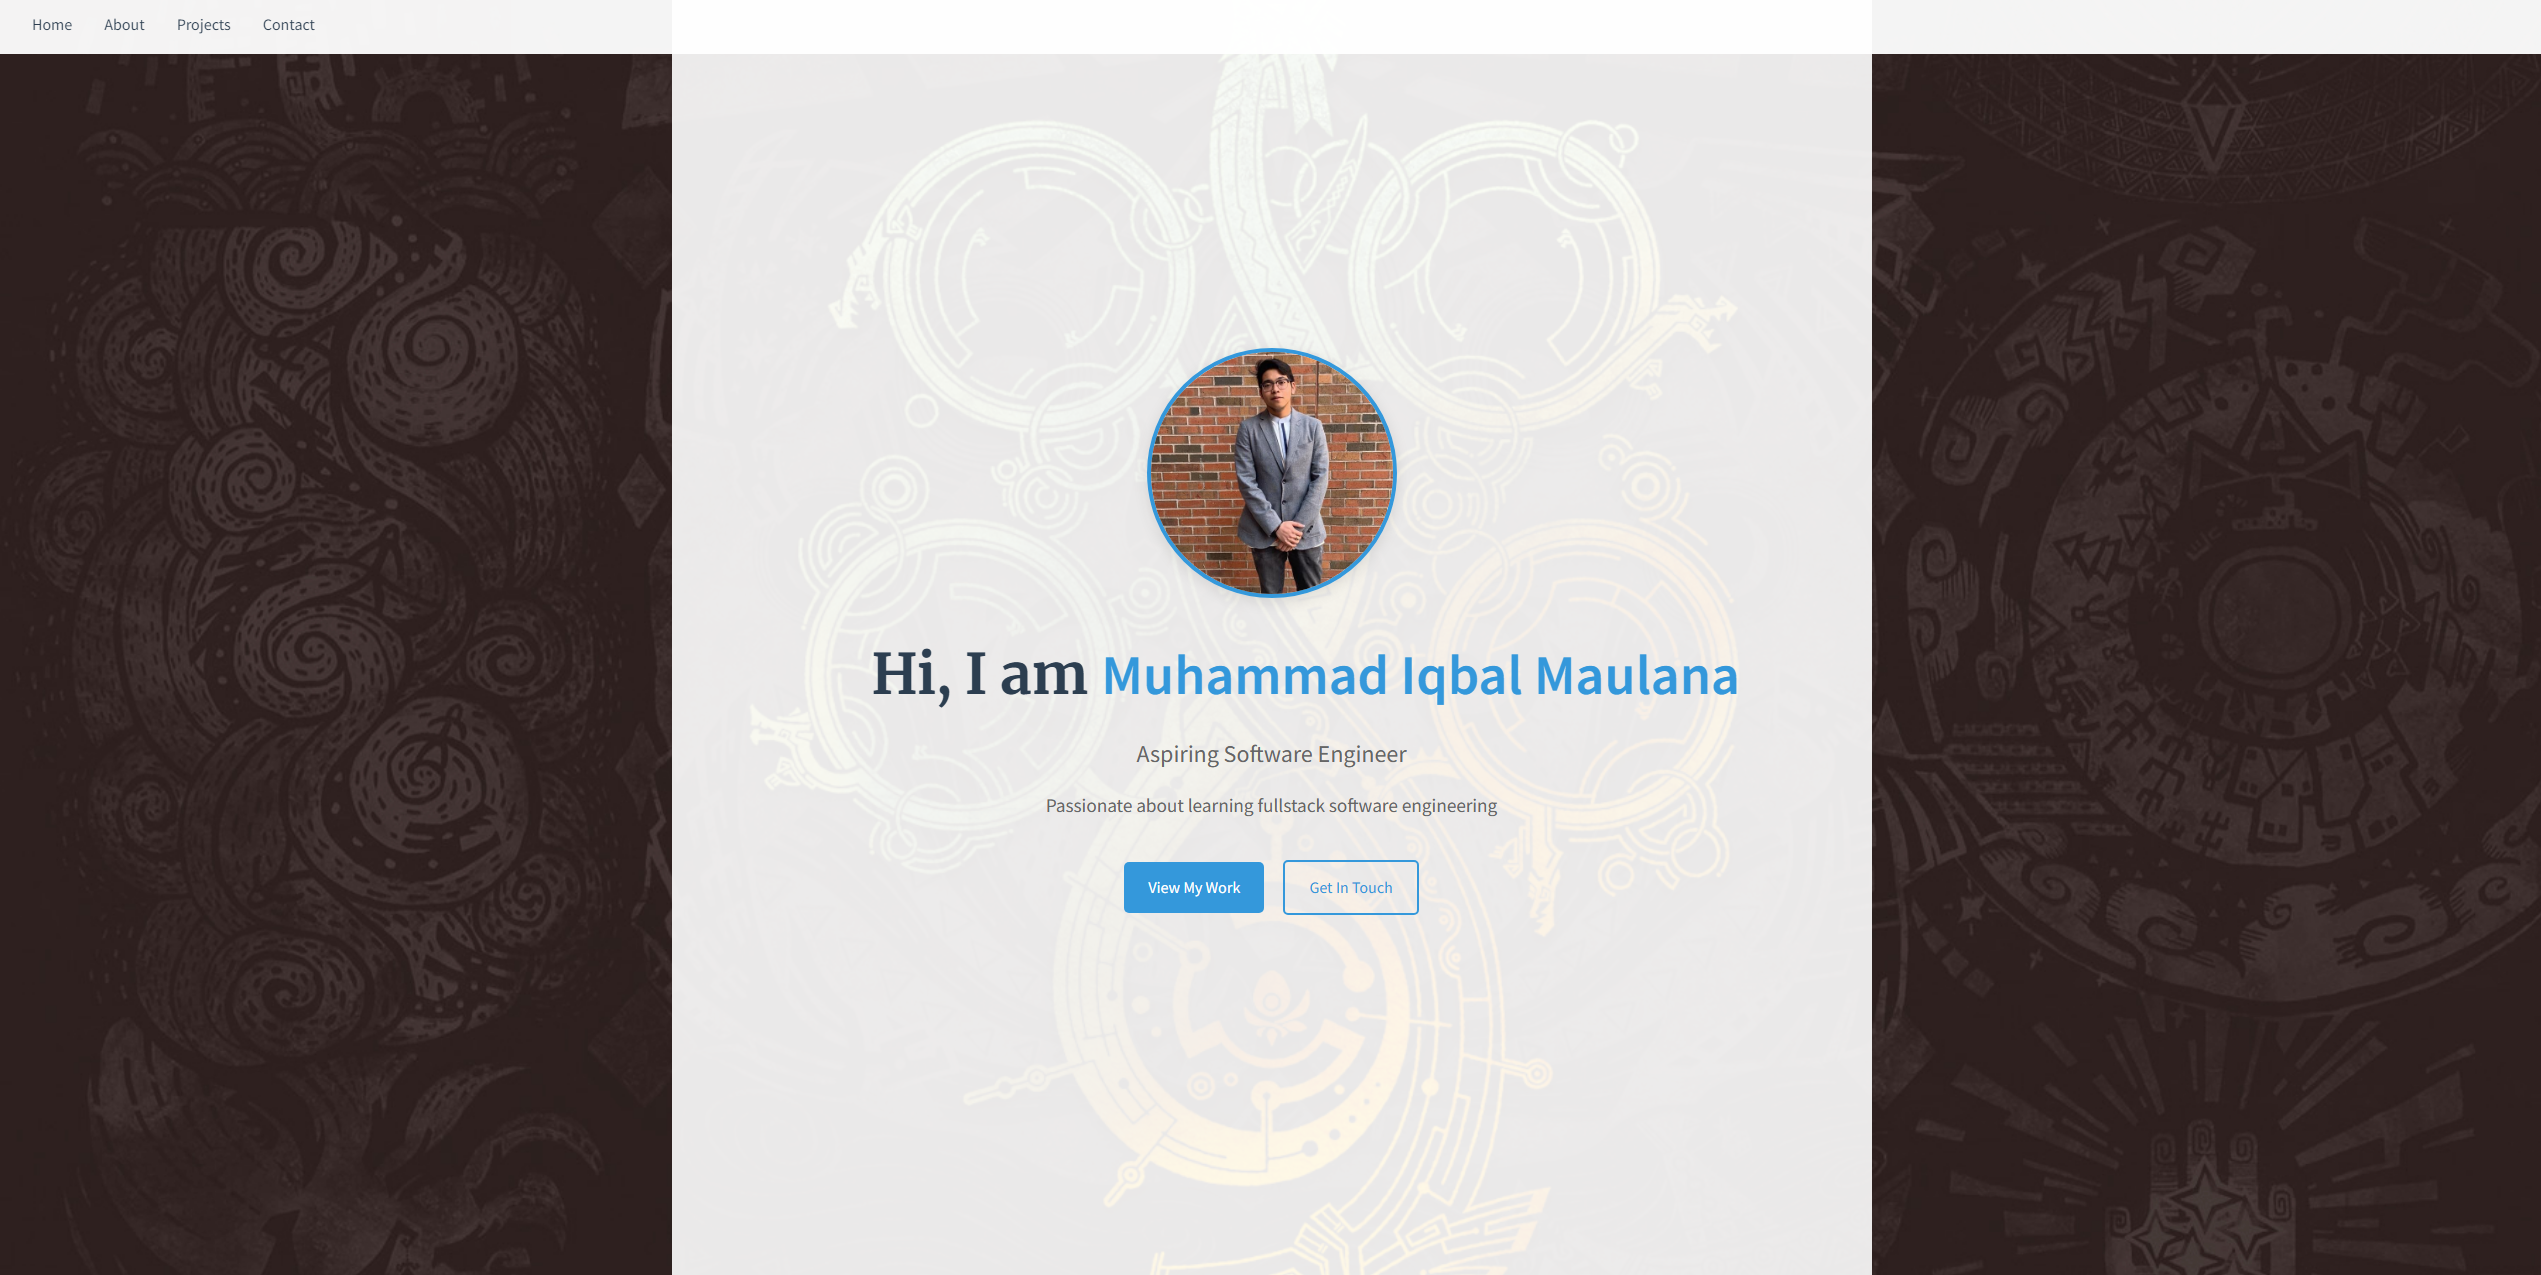 Home About Projects Contact
Hi, I am Muhammad Iqbal Maulana
Aspiring Software Engineer
Passionate about learning fullstack software engineering
View My Work Get In Touch